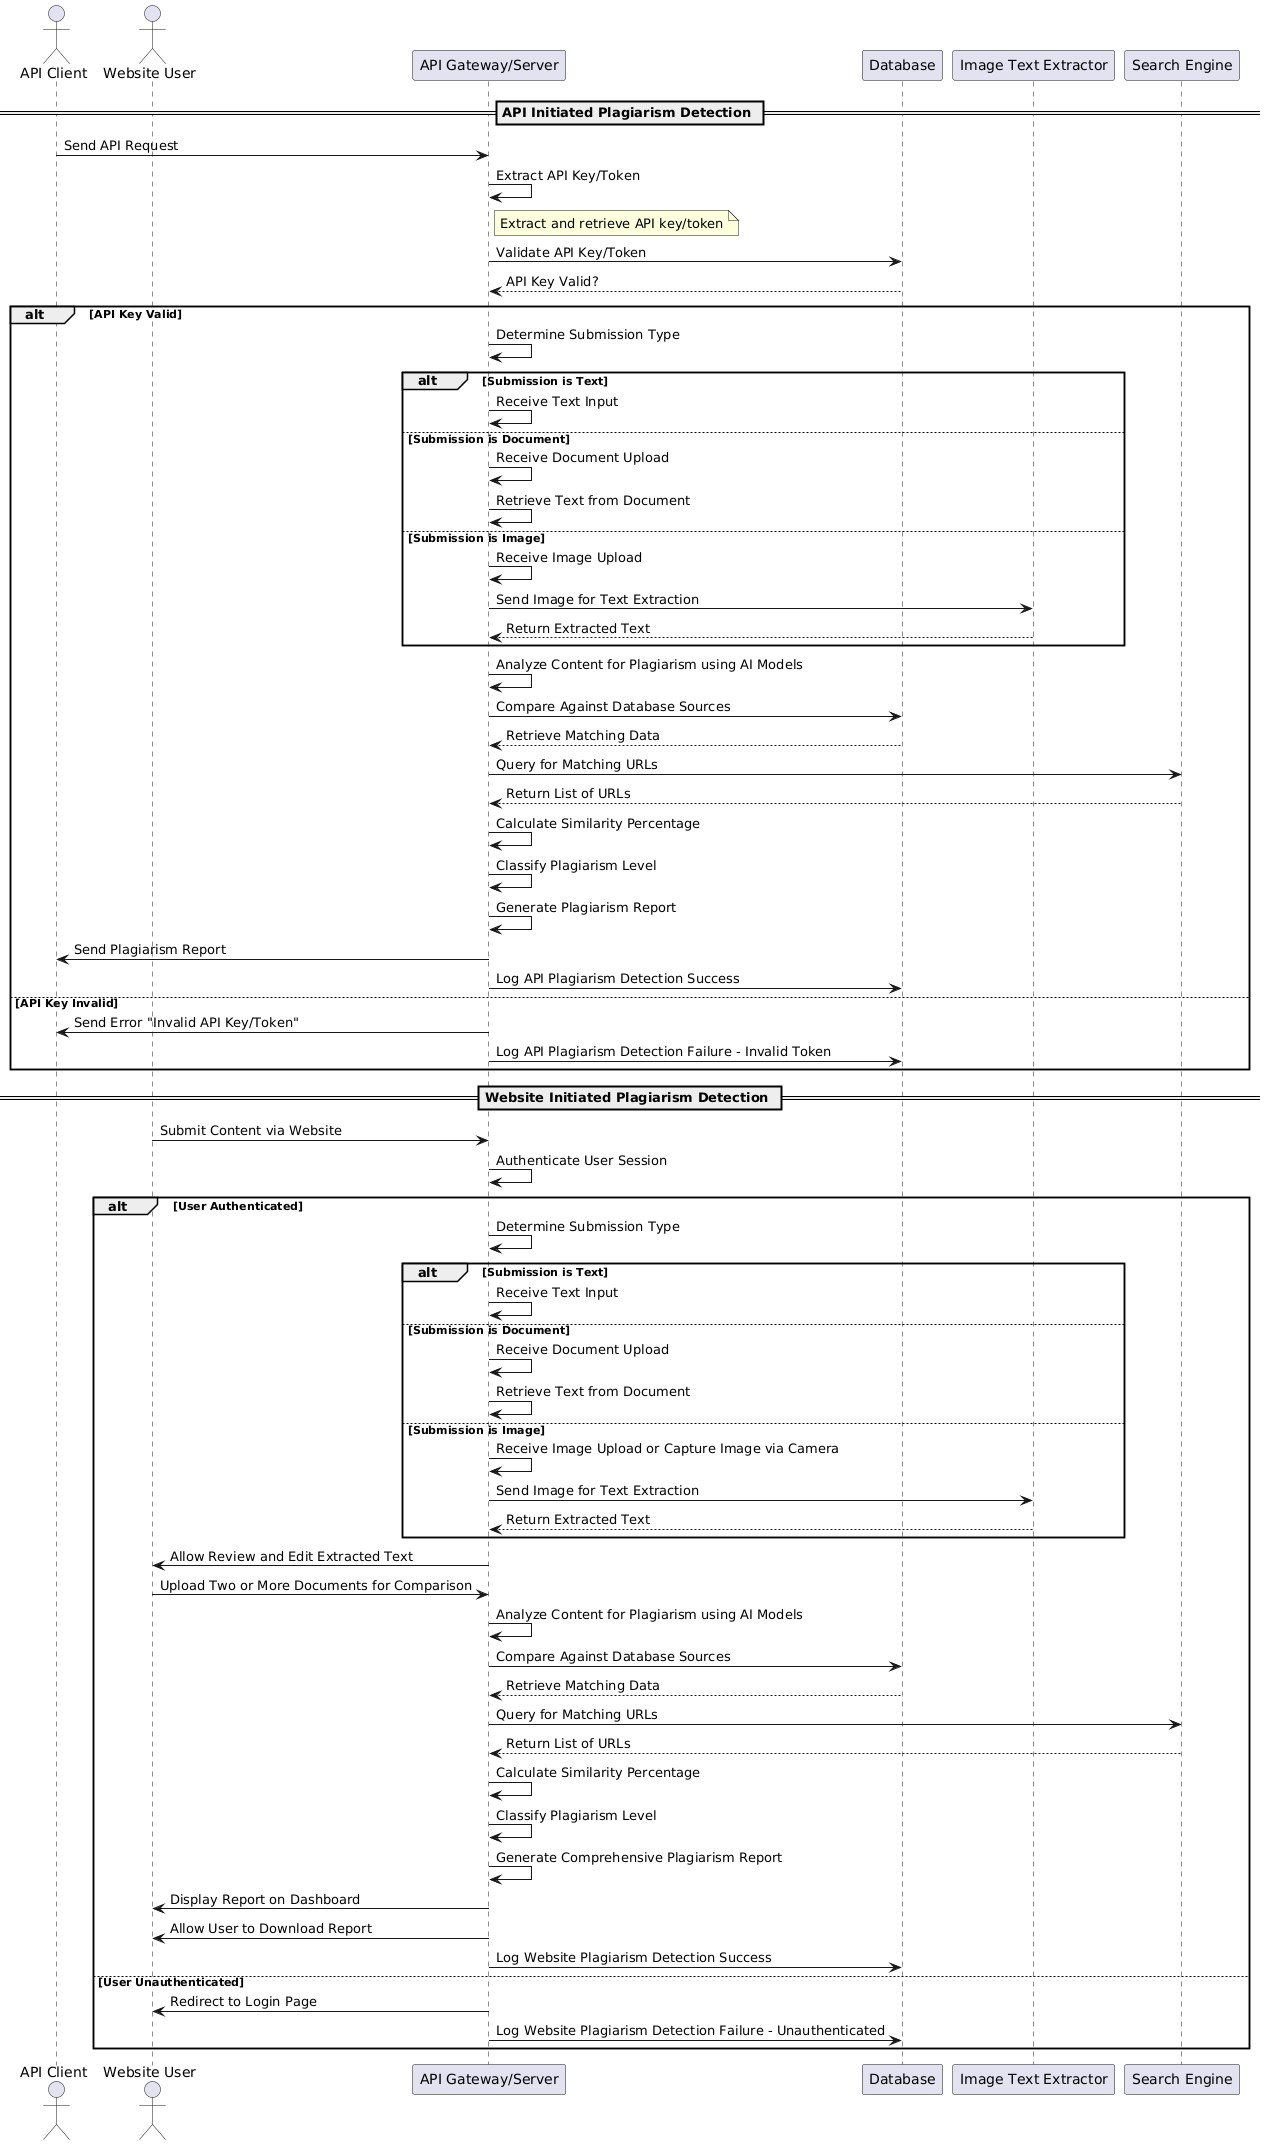 API Client
Website User
API Gateway/Server
Database
Image Text Extractor
Search Engine
API Initiated Plagiarism Detection
Send API Request
Extract API Key/Token
Extract and retrieve API key/token
Validate API Key/Token
API Key Valid?
alt [API Key Valid]
Determine Submission Type
alt [Submission is Text]
Receive Text Input
[Submission is Document]
Receive Document Upload
Retrieve Text from Document
[Submission is Image]
Receive Image Upload
Send Image for Text Extraction
Return Extracted Text
Analyze Content for Plagiarism using AI Models
Compare Against Database Sources
Retrieve Matching Data
Query for Matching URLs
Return List of URLs
Calculate Similarity Percentage
Classify Plagiarism Level
Generate Plagiarism Report
Send Plagiarism Report
Log API Plagiarism Detection Success
[API Key Invalid]
Send Error "Invalid API Key/Token"
Log API Plagiarism Detection Failure - Invalid Token
Website Initiated Plagiarism Detection
Submit Content via Website
Authenticate User Session
alt [User Authenticated]
Determine Submission Type
alt [Submission is Text]
Receive Text Input
[Submission is Document]
Receive Document Upload
Retrieve Text from Document
[Submission is Image]
Receive Image Upload or Capture Image via Camera
Send Image for Text Extraction
Return Extracted Text
Allow Review and Edit Extracted Text
Upload Two or More Documents for Comparison
Analyze Content for Plagiarism using AI Models
Compare Against Database Sources
Retrieve Matching Data
Query for Matching URLs
Return List of URLs
Calculate Similarity Percentage
Classify Plagiarism Level
Generate Comprehensive Plagiarism Report
Display Report on Dashboard
Allow User to Download Report
Log Website Plagiarism Detection Success
[User Unauthenticated]
Redirect to Login Page
Log Website Plagiarism Detection Failure - Unauthenticated
API Client
Website User
API Gateway/Server
Database
Image Text Extractor
Search Engine